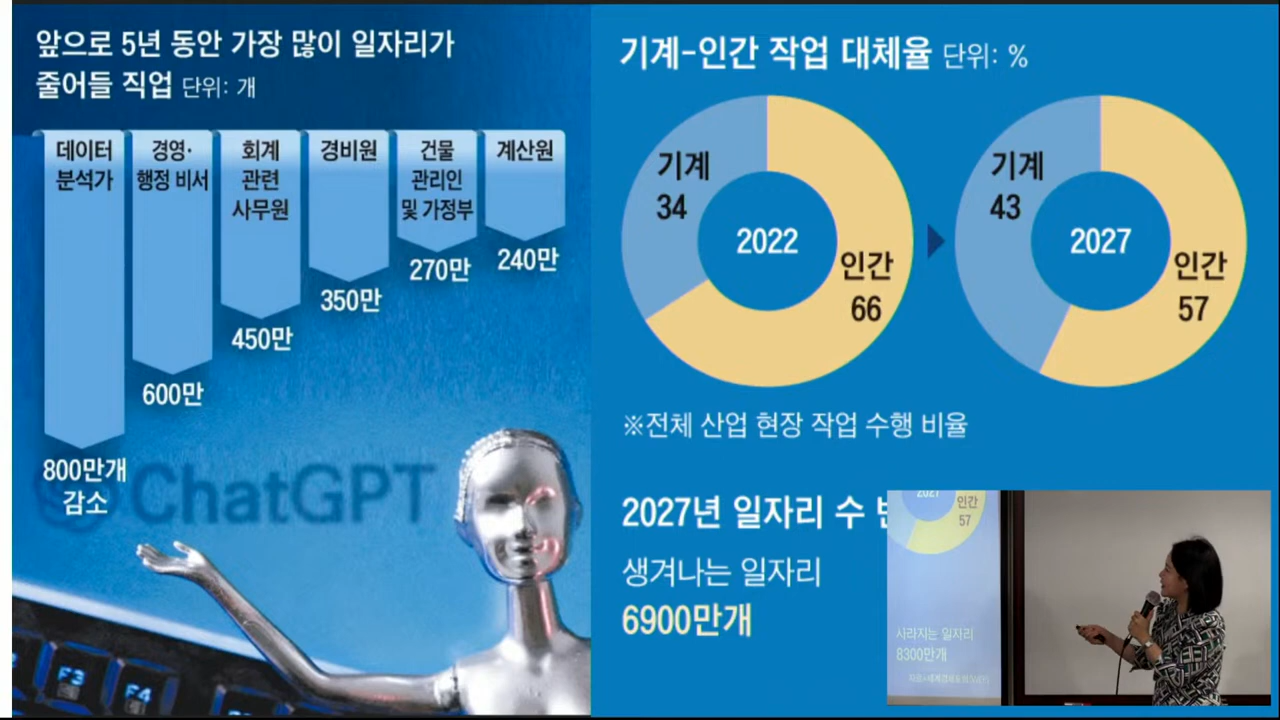 앞으로 5년 동안 가장 많이 일자리가
줄어들 직업 단위: 개
데이터
분석가
800만개
감소
경영·
행정 비서
600만
회계
관련
사무원
450만
경비원
350만
건물
관리인
및 가정부
270만
계산원
240만
ChatGPT
F3
F4
기계-인간 작업 대체율 단위: %
기계
34
2022
인간
66
기계
43
2027
인간
57
※전체 산업 현장 작업 수행 비율
2027년 일자리 수
생겨나는 일자리
6900만개
2027
인간
57
사라지는 일자리
8300만개